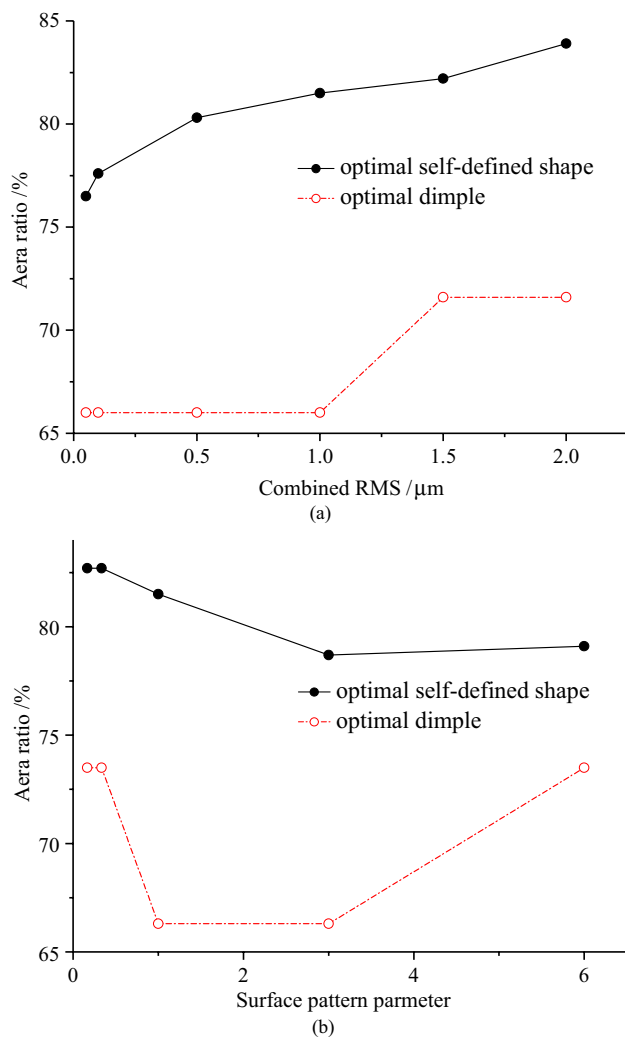 85
80
75
70
65
Aera ratio /%
optimal self-defined shape
optimal dimple
0.0 0.5 1.0 1.5 2.0
Combined RMS /μm
(a)
80
75
70
65
Aera ratio /%
optimal self-defined shape
optimal dimple
0 2 4 6
Surface pattern parmeter
(b)